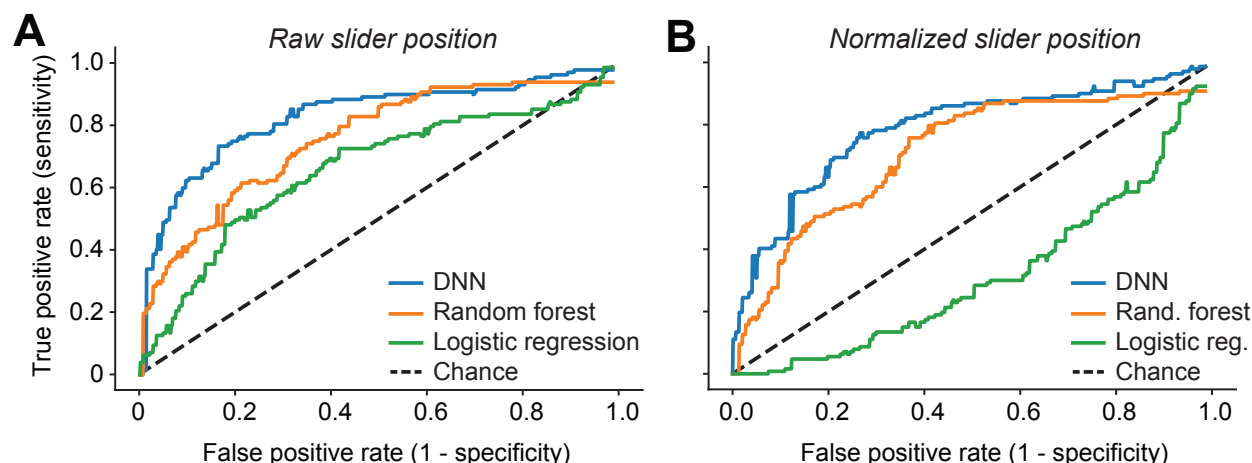 A
Raw slider position
True positive rate (sensitivity)
1.0
0.8
0.6
0.4
0.2
0
DNN
Random forest
Logistic regression
Chance
0 0.2 0.4 0.6 0.8 1.0
False positive rate (1 - specificity)
B
Normalized slider position
DNN
Rand. forest
Logistic reg.
Chance
0.0 0.2 0.4 0.6 0.8 1.0
False positive rate (1 - specificity)